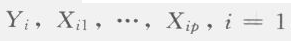 Y_i, X_{i1}, ⋯, X_{ip}, i = 1